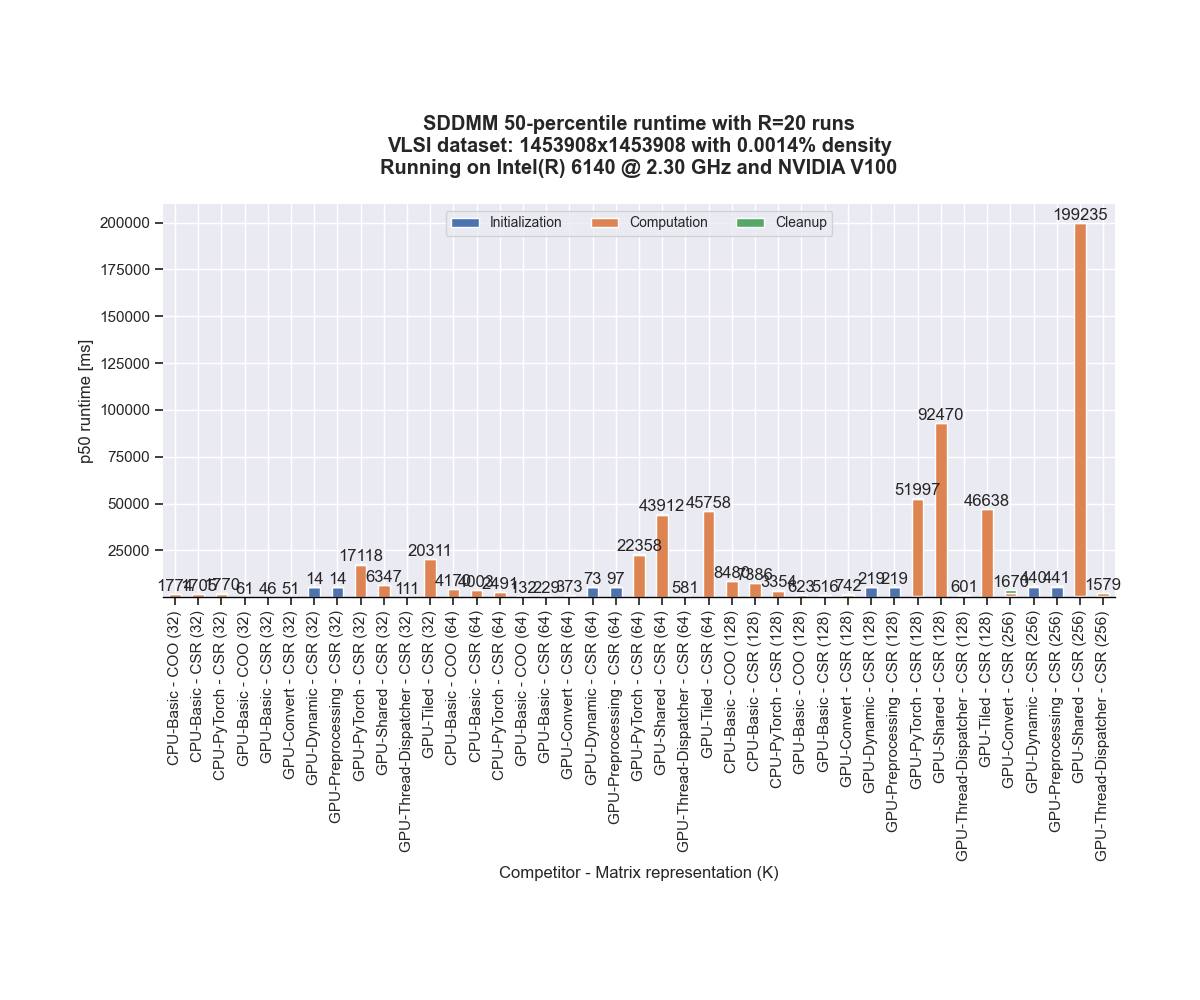 SDDMM 50-percentile runtime with R=20 runs
VLSI dataset: 1453908x1453908 with 0.0014% density
Running on Intel(R) 6140 @ 2.30 GHz and NVIDIA V100
Initialization
Computation
Cleanup
p50 runtime [ms]
200000
175000
150000
125000
100000
75000
50000
25000
1774
1705
1770
61
46
51
14
14
17118
6347
111
20311
4170
4003
2491
132
229
373
73
97
22358
43912
581
45758
8480
7386
3354
516
742
219
219
51997
92470
601
46638
1670
440
441
199235
1579
CPU-Basic - COO (32)
CPU-Basic - CSR (32)
CPU-PyTorch - CSR (32)
GPU-Basic - COO (32)
GPU-Basic - CSR (32)
GPU-Convert - CSR (32)
GPU-Dynamic - CSR (32)
GPU-Preprocessing - CSR (32)
GPU-PyTorch - CSR (32)
GPU-Shared - CSR (32)
GPU-Thread-Dispatcher - CSR (32)
GPU-Tiled - CSR (32)
CPU-Basic - COO (64)
CPU-Basic - CSR (64)
CPU-PyTorch - CSR (64)
GPU-Basic - COO (64)
GPU-Basic - CSR (64)
GPU-Convert - CSR (64)
GPU-Dynamic - CSR (64)
GPU-Preprocessing - CSR (64)
GPU-PyTorch - CSR (64)
GPU-Shared - CSR (64)
GPU-Thread-Dispatcher - CSR (64)
GPU-Tiled - CSR (64)
CPU-Basic - COO (128)
CPU-Basic - CSR (128)
CPU-PyTorch - CSR (128)
GPU-Basic - COO (128)
GPU-Basic - CSR (128)
GPU-Convert - CSR (128)
GPU-Dynamic - CSR (128)
GPU-Preprocessing - CSR (128)
GPU-PyTorch - CSR (128)
GPU-Shared - CSR (128)
GPU-Thread-Dispatcher - CSR (128)
GPU-Tiled - CSR (128)
GPU-Convert - CSR (256)
GPU-Dynamic - CSR (256)
GPU-Preprocessing - CSR (256)
GPU-Shared - CSR (256)
GPU-Thread-Dispatcher - CSR (256)
Competitor - Matrix representation (K)